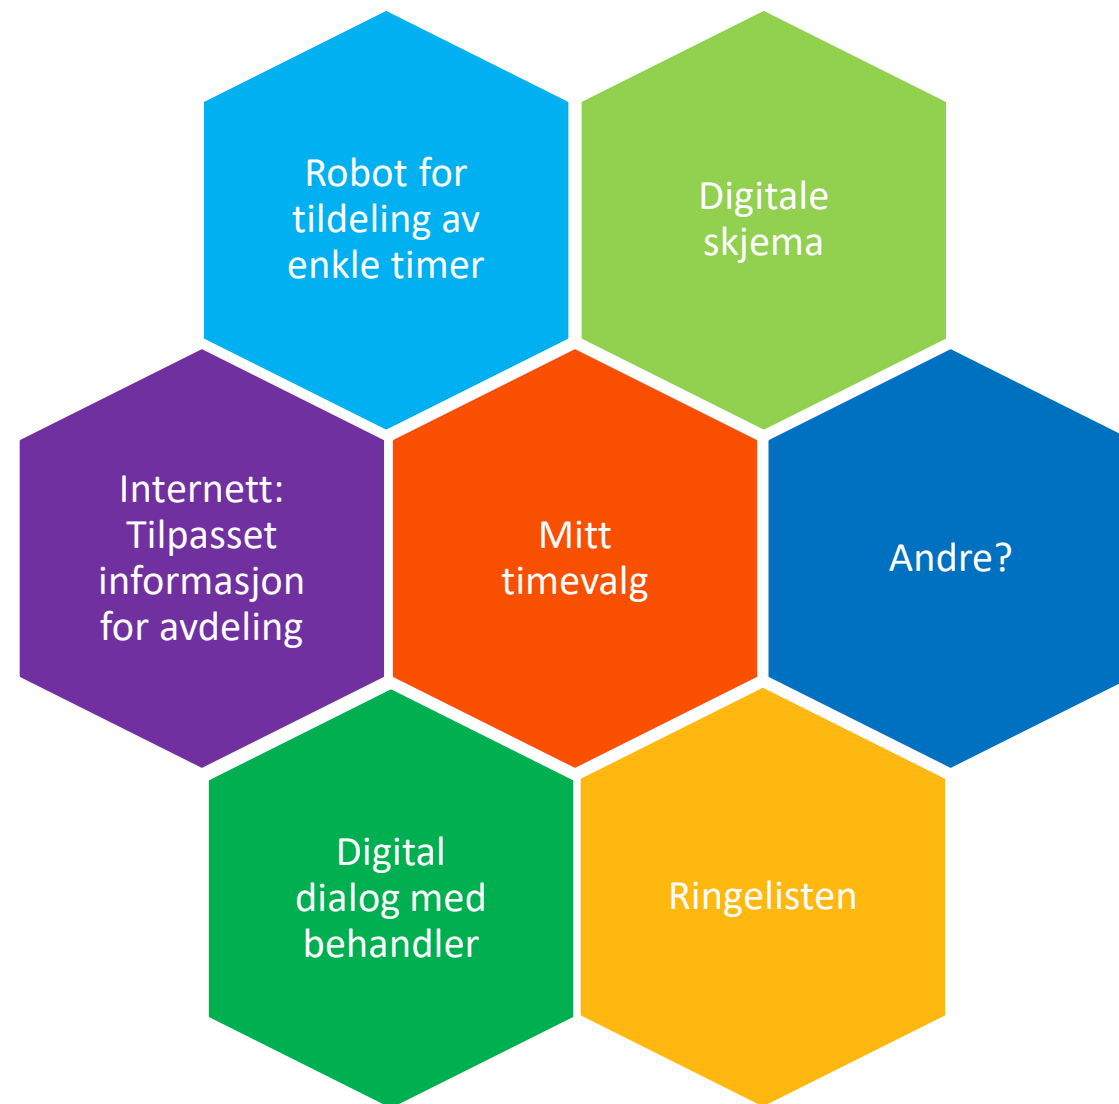 Robot for
tildeling av
enkle timer
Digitale
skjema
Internett:
Tilpasset
informasjon
for avdeling
Mitt
timevalg
Andre?
Digital
dialog med
behandler
Ringelisten